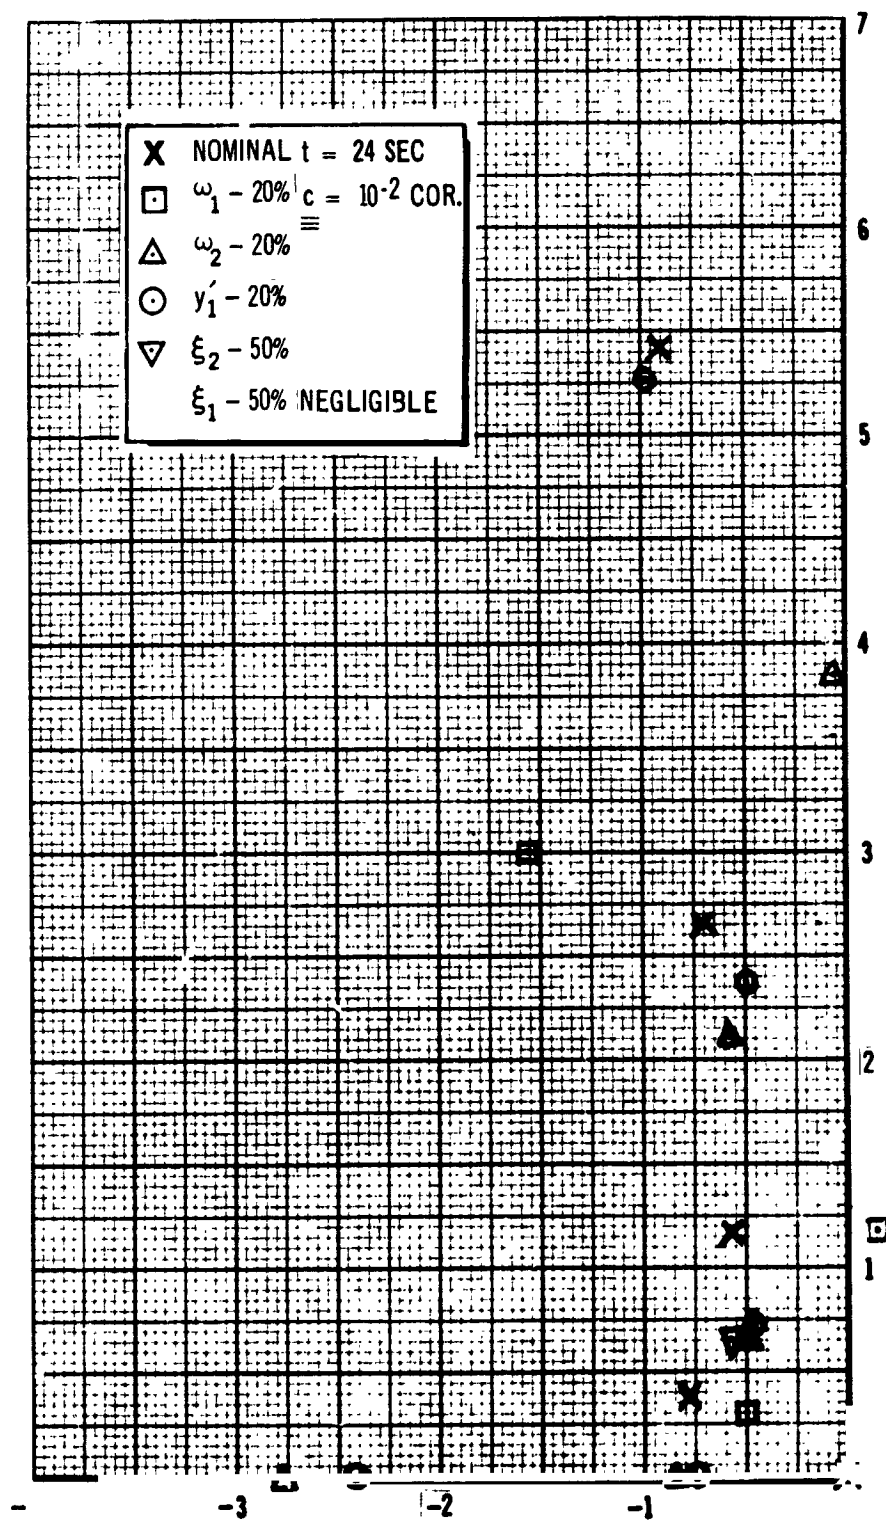 7
X NOMINAL t = 24 SEC
⊡ ω₁ – 20% c = 10⁻² COR.
≡
△ ω₂ – 20%
⊙ y₁′ – 20%
▽ ξ₂ – 50%
ξ₁ – 50% NEGLIGIBLE
6
5
4
3
2
1
-3 -2 -1